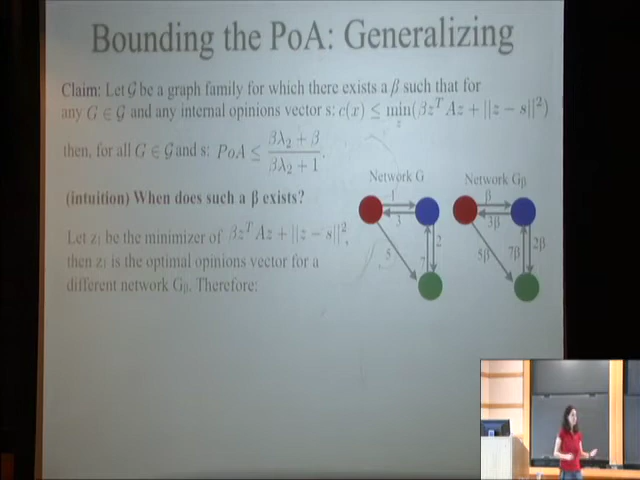 Bounding the PoA: Generalizing
Claim: Let 𝒢 be a graph family for which there exists a β such that for
any G ∈ 𝒢 and any internal opinions vector s: c(x) ≤ min_z(βz^T Az + ||z − s||²)
then, for all G ∈ 𝒢 and s: PoA ≤ (βλ₂ + β)/(βλ₂ + 1).
(intuition) When does such a β exists?
Let z₁ be the minimizer of βz^T Az + ||z − s||²,
then z₁ is the optimal opinions vector for a
different network Gβ. Therefore:
Network G
1
3
5
2
7
Network Gβ
β
3β
5β
7β
2β